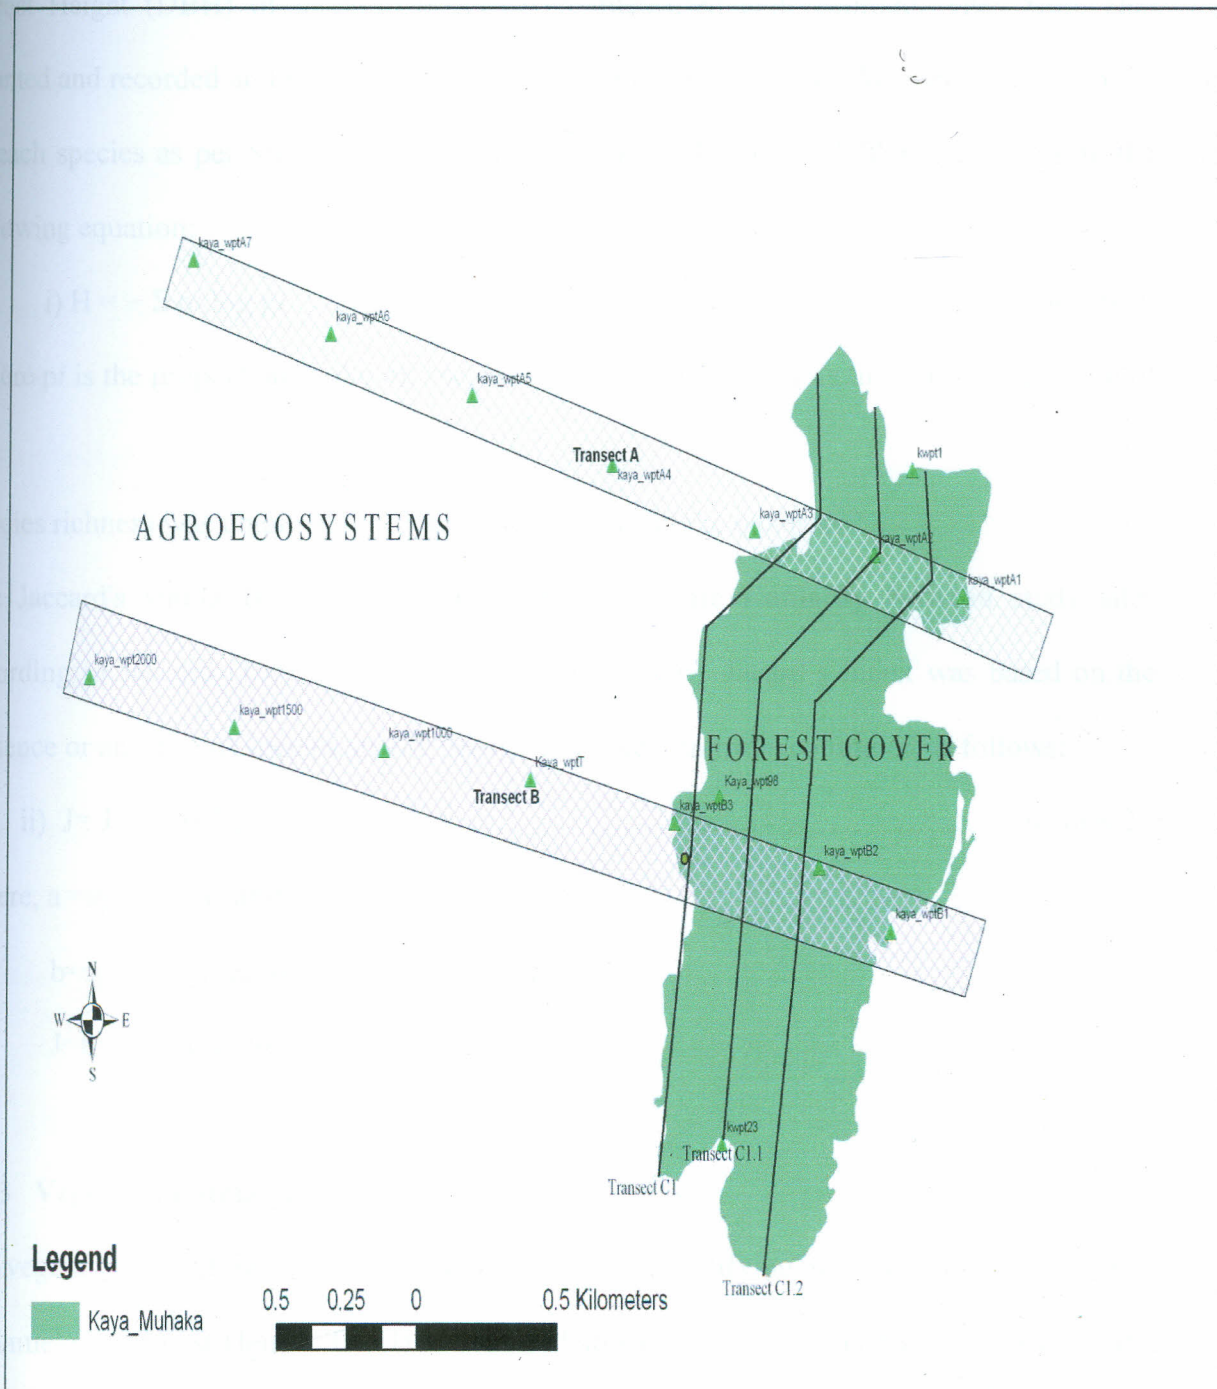 kaya_wptA7
kaya_wptA6
kaya_wptA5
Transect A
kaya_wptA4
kwpt1
kaya_wptA3
AGROECOSYSTEMS
kaya_wptA2
kaya_wptA1
kaya_wpt2000
kaya_wpt1500
kaya_wpt1000
Kaya_wptT
FOREST COVER
Transect B
Kaya_wpt98
kaya_wptB3
kaya_wptB2
kaya_wptB1
N
W E
S
kwpt23
Transect C1.1
Transect C1
Transect C1.2
Legend
Kaya_Muhaka
0.5 0.25 0 0.5 Kilometers